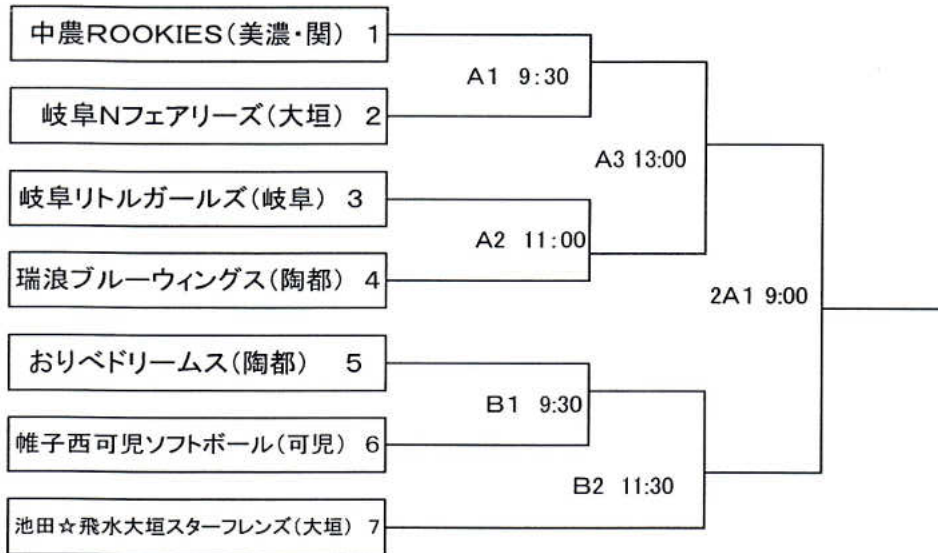 中農ROOKIES(美濃・関) 1
A1 9:30
岐阜Nフェアリーズ(大垣) 2
A3 13:00
岐阜リトルガールズ(岐阜) 3
A2 11:00
瑞浪ブルーウィングス(陶都) 4
2A1 9:00
おりべドリームス(陶都) 5
B1 9:30
帷子西可児ソフトボール(可児) 6
B2 11:30
池田☆飛水大垣スターフレンズ(大垣) 7